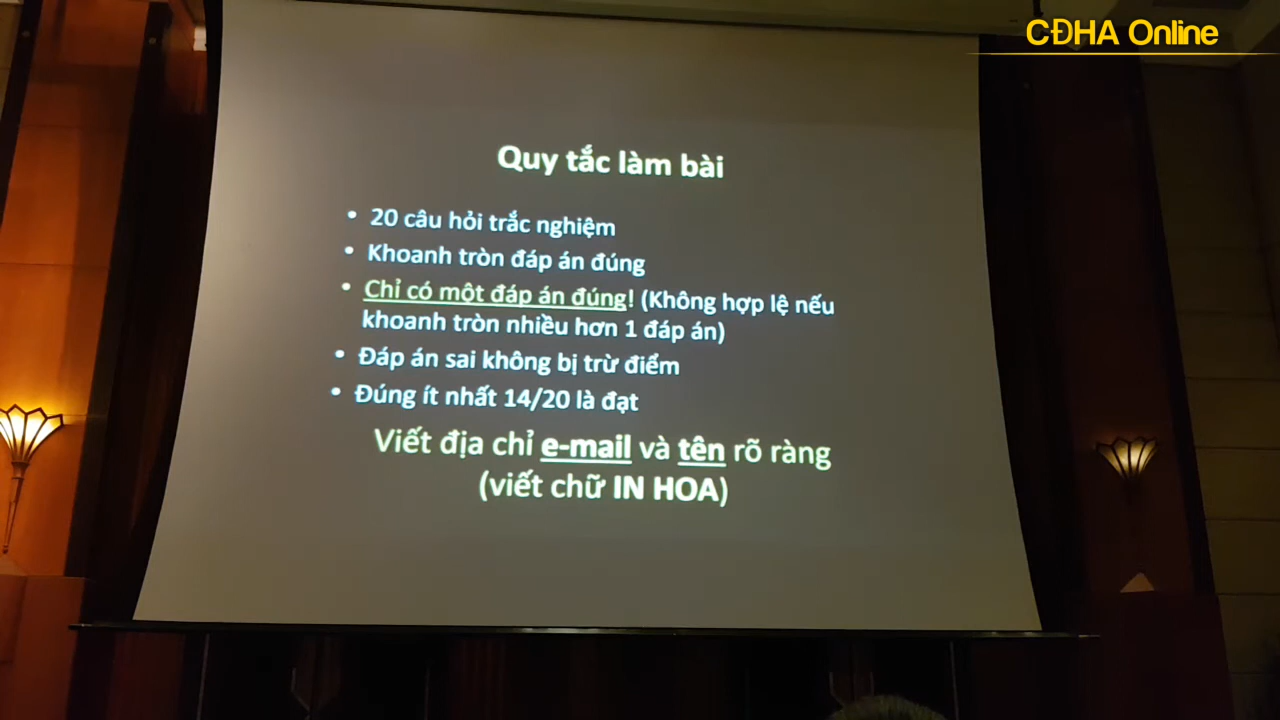 CĐHA Online
Quy tắc làm bài
• 20 câu hỏi trắc nghiệm
• Khoanh tròn đáp án đúng
• Chỉ có một đáp án đúng! (Không hợp lệ nếu
khoanh tròn nhiều hơn 1 đáp án)
• Đáp án sai không bị trừ điểm
• Đúng ít nhất 14/20 là đạt
Viết địa chỉ e-mail và tên rõ ràng
(viết chữ IN HOA)